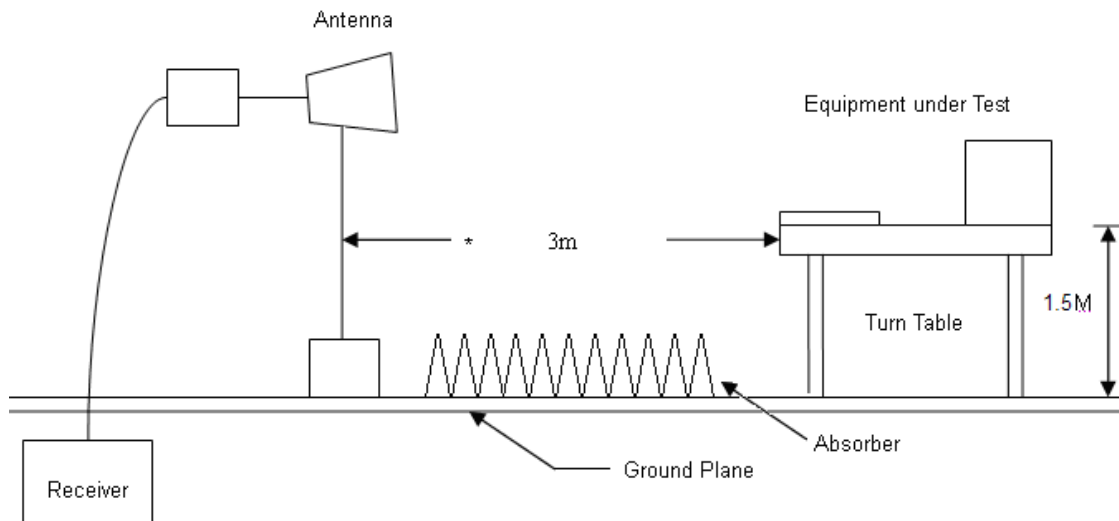 Antenna
Equipment under Test
* 3m
1.5M
Turn Table
Absorber
Ground Plane
Receiver